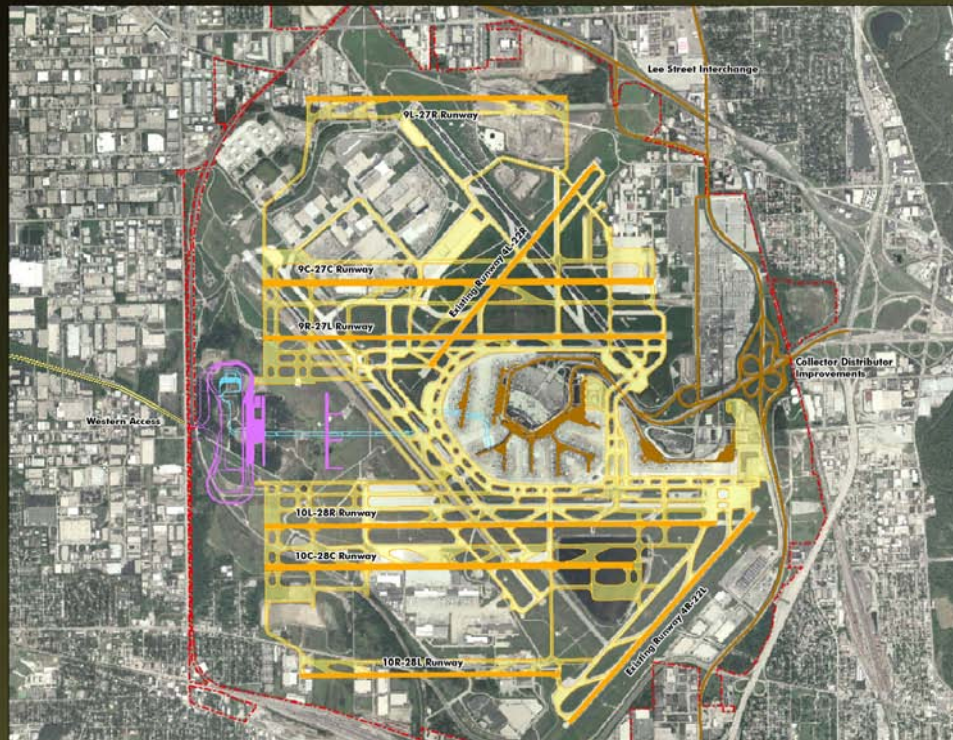 Lee Street Interchange
9L-27R Runway
Existing Runway 4L-22R
9C-27C Runway
9R-27L Runway
Collector Distributor
Improvements
Western Access
10L-28R Runway
10C-28C Runway
Existing Runway 4R-22L
10R-28L Runway